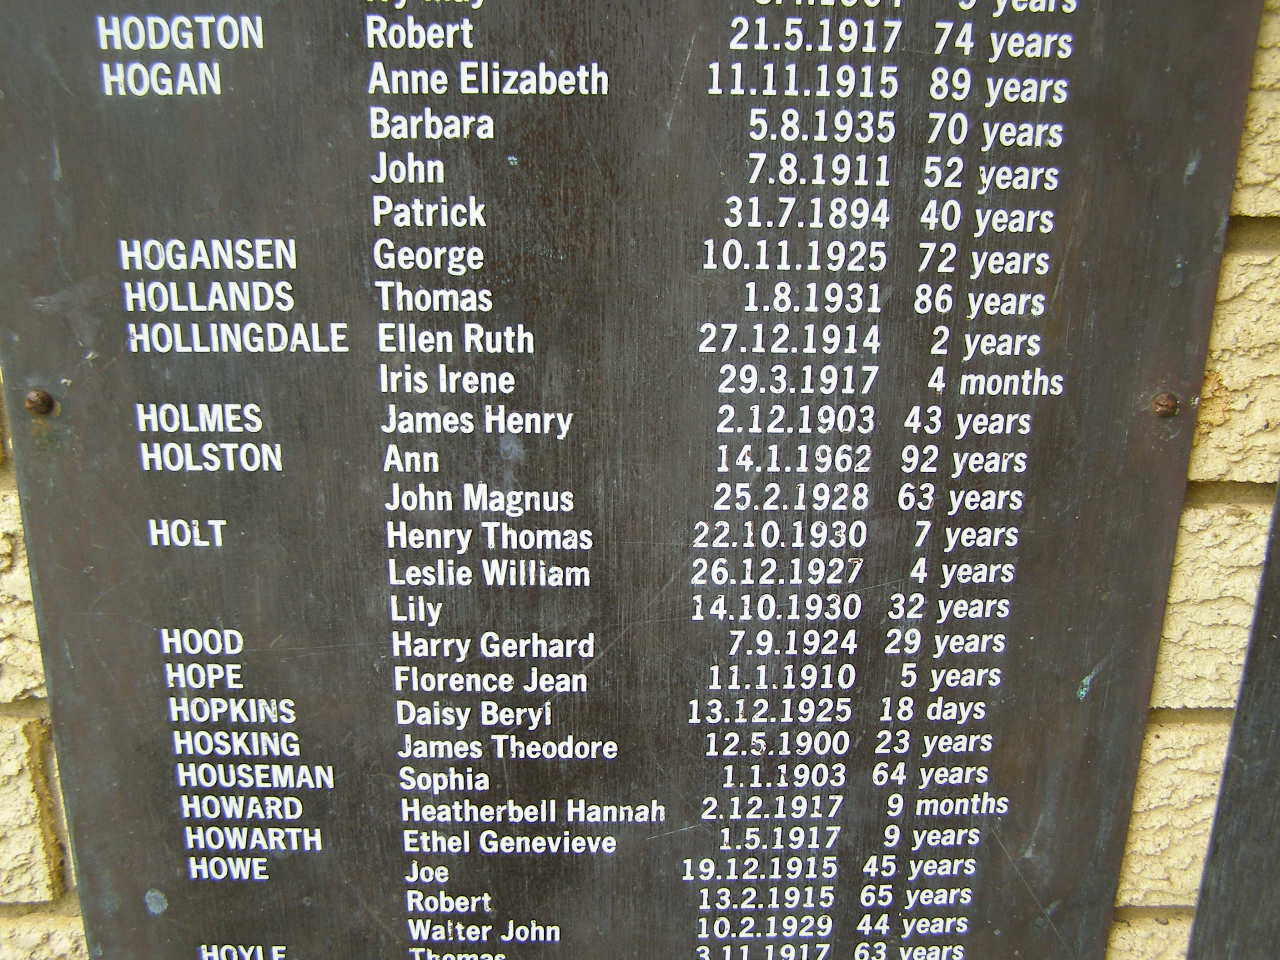 years
HODGTON Robert 21.5.1917 74 years
HOGAN Anne Elizabeth 11.11.1915 89 years
Barbara 5.8.1935 70 years
John 7.8.1911 52 years
Patrick 31.7.1894 40 years
HOGANSEN George 10.11.1925 72 years
HOLLANDS Thomas 1.8.1931 86 years
HOLLINGDALE Ellen Ruth 27.12.1914 2 years
Iris Irene 29.3.1917 4 months
HOLMES James Henry 2.12.1903 43 years
HOLSTON Ann 14.1.1962 92 years
John Magnus 25.2.1928 63 years
HOLT Henry Thomas 22.10.1930 7 years
Leslie William 26.12.1927 4 years
Lily 14.10.1930 32 years
HOOD Harry Gerhard 7.9.1924 29 years
HOPE Florence Jean 11.1.1910 5 years
HOPKINS Daisy Beryl 13.12.1925 18 days
HOSKING James Theodore 12.5.1900 23 years
HOUSEMAN Sophia 1.1.1903 64 years
HOWARD Heatherbell Hannah 2.12.1917 9 months
HOWARTH Ethel Genevieve 1.5.1917 9 years
HOWE Joe 19.12.1915 45 years
Robert 13.2.1915 65 years
Walter John 10.2.1929 44 years
HOYLE Thomas 3.11.1917 63 years